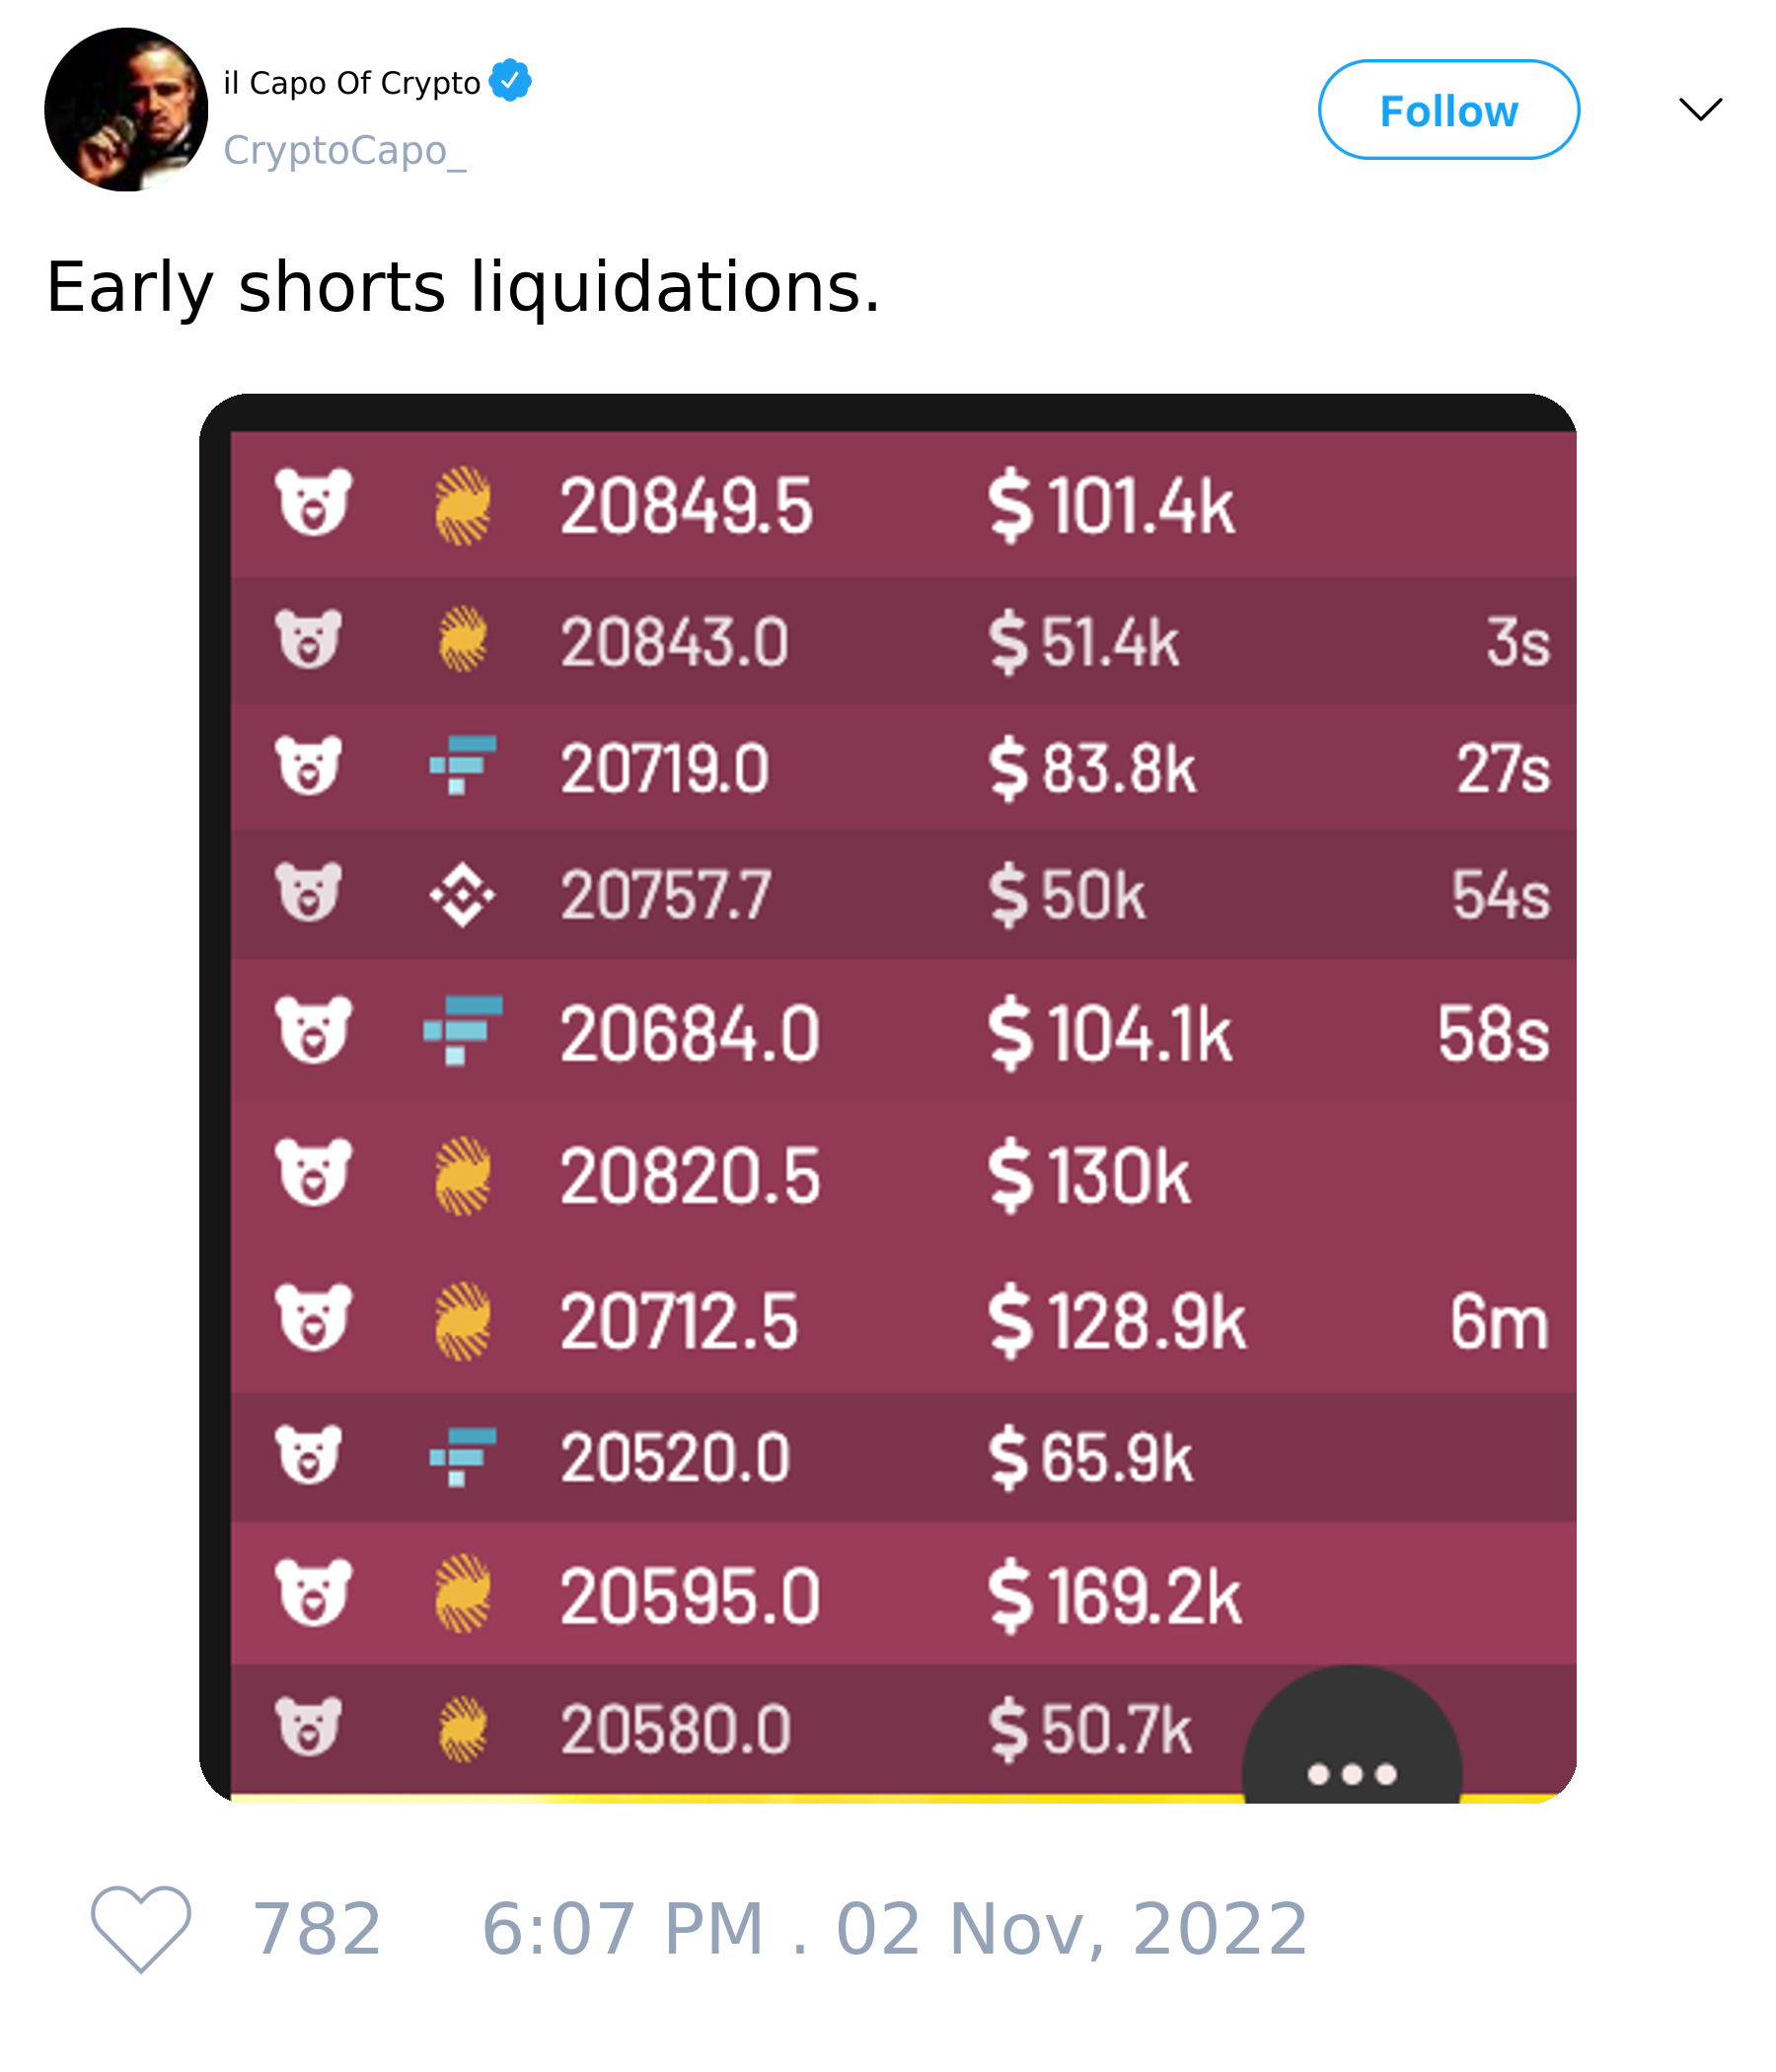 il Capo Of Crypto
CryptoCapo_
Follow
Early shorts liquidations.
20849.5 $ 101.4k
20843.0 $ 51.4k 3s
20719.0 $ 83.8k 27s
20757.7 $ 50k 54s
20684.0 $ 104.1k 58s
20820.5 $ 130k
20712.5 $ 128.9k 6m
20520.0 $ 65.9k
20595.0 $ 169.2k
20580.0 $ 50.7k
782 6:07 PM . 02 Nov, 2022